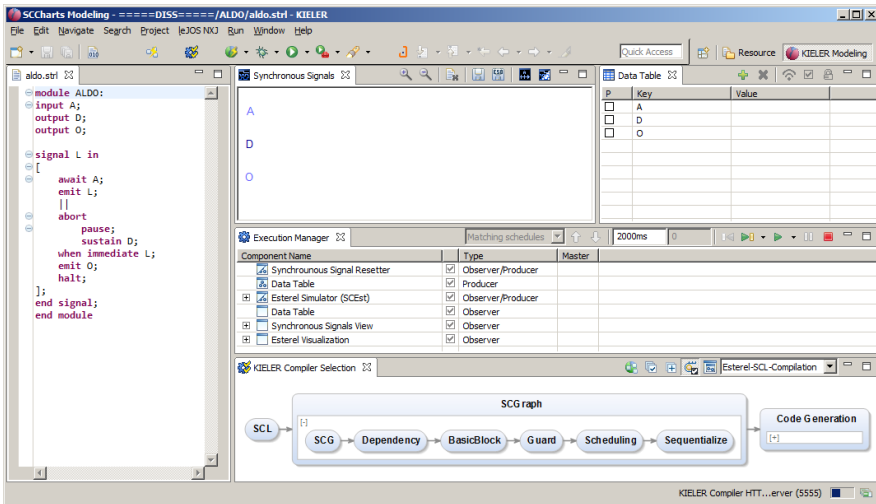 SCCharts Modeling - =====DISS=====/ALDO/aldo.strl - KIELER
File Edit Navigate Search Project leJOS NXJ Run Window Help
010
Quick Access
Resource
KIELER Modeling
aldo.strl
module ALDO:
input A;
output D;
output O;
signal L in
[
await A;
emit L;
||
abort
pause;
sustain D;
when immediate L;
emit O;
halt;
];
end signal;
end module
Synchronous Signals
A
D
O
Data Table
P Key Value
A
D
O
Execution Manager
Matching schedules
2000ms
0
Component Name Type Master
Synchrounous Signal Resetter Observer/Producer
Data Table Producer
Esterel Simulator (SCEst) Observer/Producer
Data Table Observer
Synchronous Signals View Observer
Esterel Visualization Observer
KIELER Compiler Selection
Esterel-SCL-Compilation
SCGraph
[-]
SCL
SCG
Dependency
BasicBlock
Guard
Scheduling
Sequentialize
Code Generation
[+]
KIELER Compiler HTT...erver (5555)